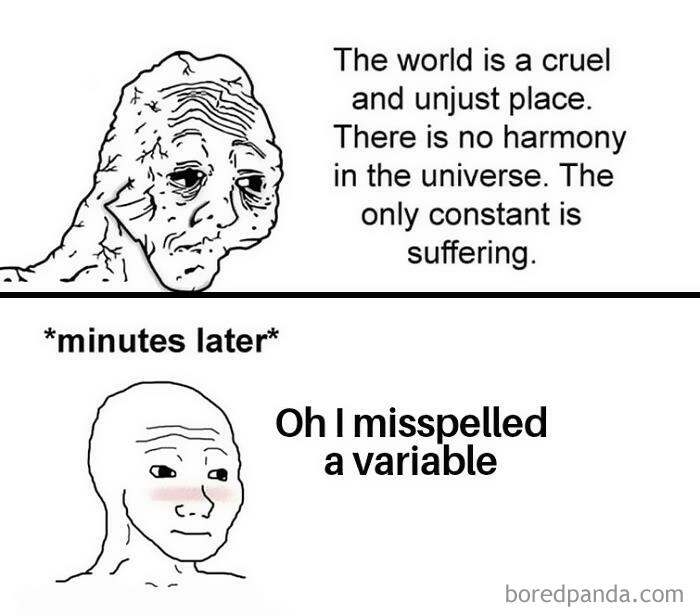 The world is a cruel
and unjust place.
There is no harmony
in the universe. The
only constant is
suffering.
*minutes later*
Oh I misspelled
a variable
boredpanda.com